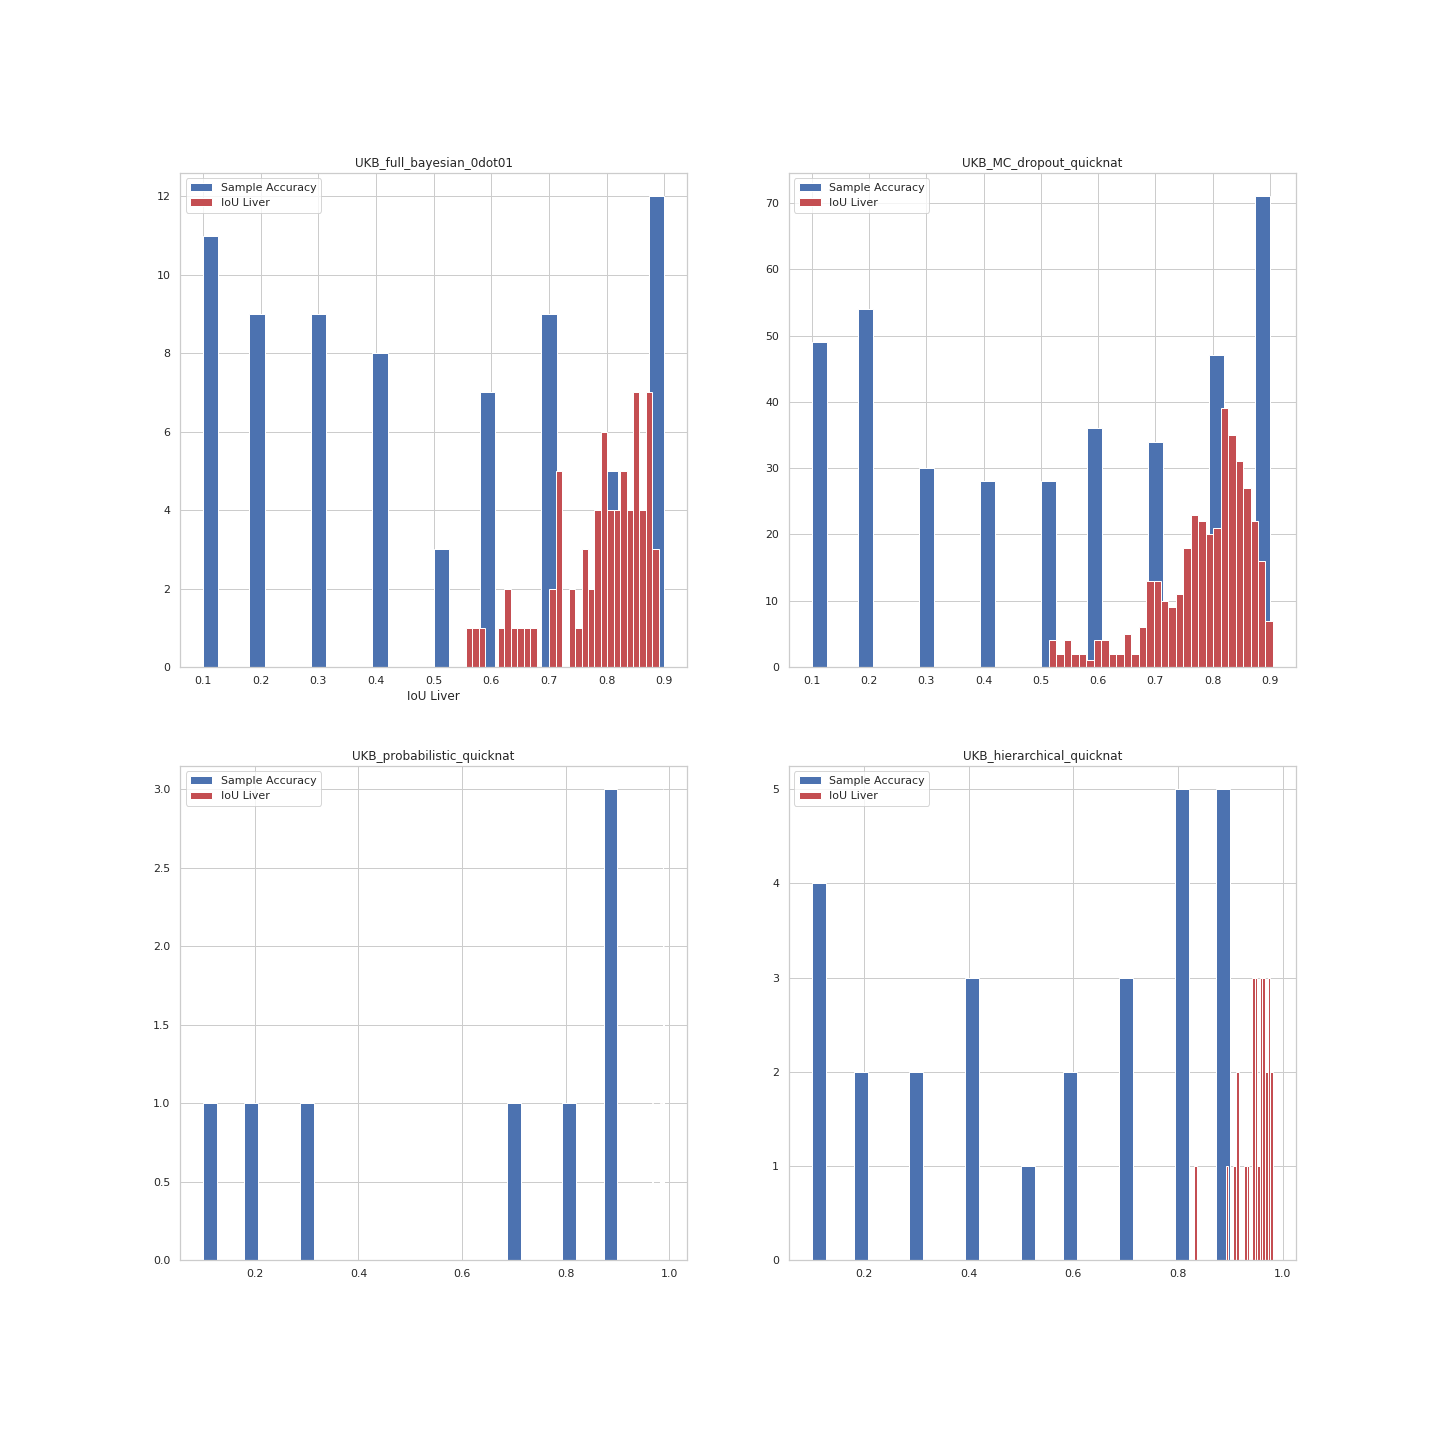 UKB_full_bayesian_0dot01
Sample Accuracy
IoU Liver
12
10
8
6
4
2
0
0.1 0.2 0.3 0.4 0.5 0.6 0.7 0.8 0.9
IoU Liver
UKB_MC_dropout_quicknat
Sample Accuracy
IoU Liver
70
60
50
40
30
20
10
0
0.1 0.2 0.3 0.4 0.5 0.6 0.7 0.8 0.9
UKB_probabilistic_quicknat
Sample Accuracy
IoU Liver
3.0
2.5
2.0
1.5
1.0
0.5
0.0
0.2 0.4 0.6 0.8 1.0
UKB_hierarchical_quicknat
Sample Accuracy
IoU Liver
5
4
3
2
1
0
0.2 0.4 0.6 0.8 1.0